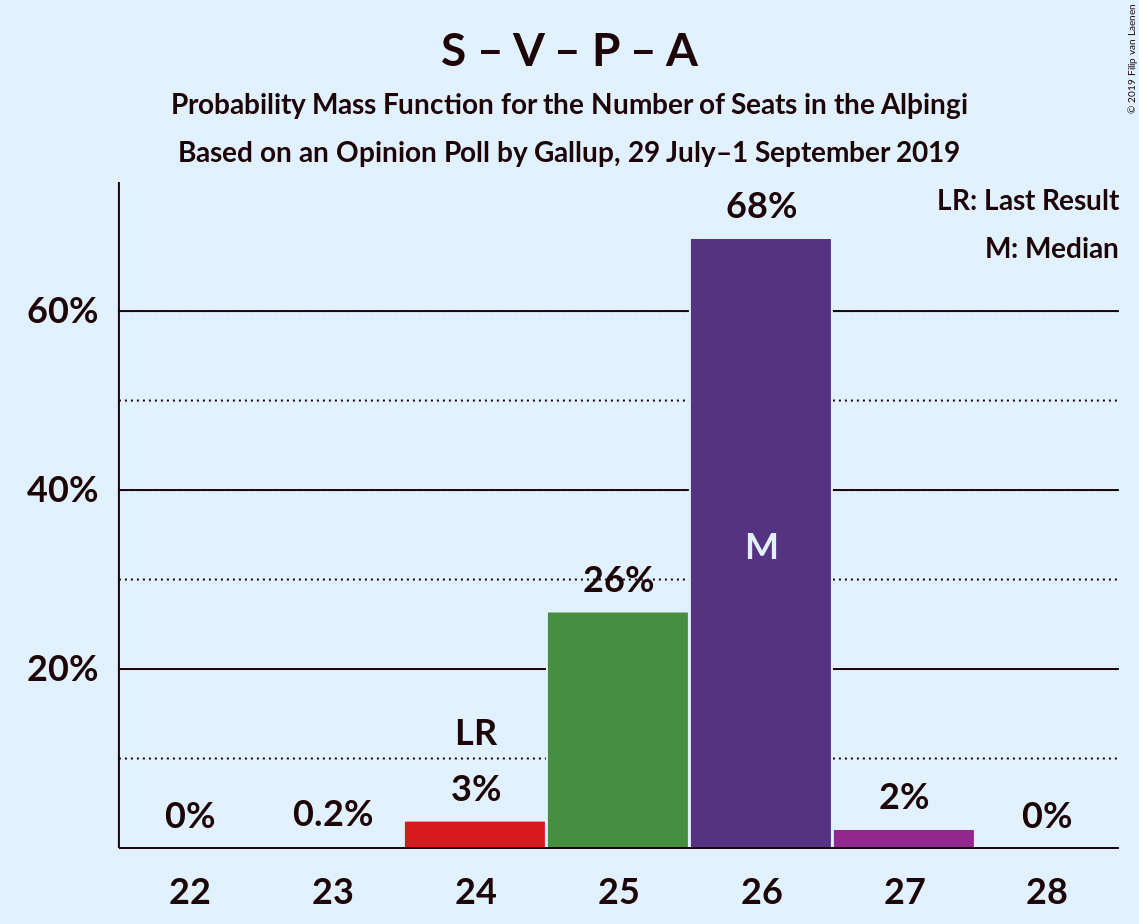 S – V – P – A
Probability Mass Function for the Number of Seats in the Alþingi
Based on an Opinion Poll by Gallup, 29 July–1 September 2019
© 2019 Filip van Laenen
LR: Last Result
M: Median
60%
40%
20%
0%
0.2%
LR
3%
26%
68%
M
2%
0%
22 23 24 25 26 27 28